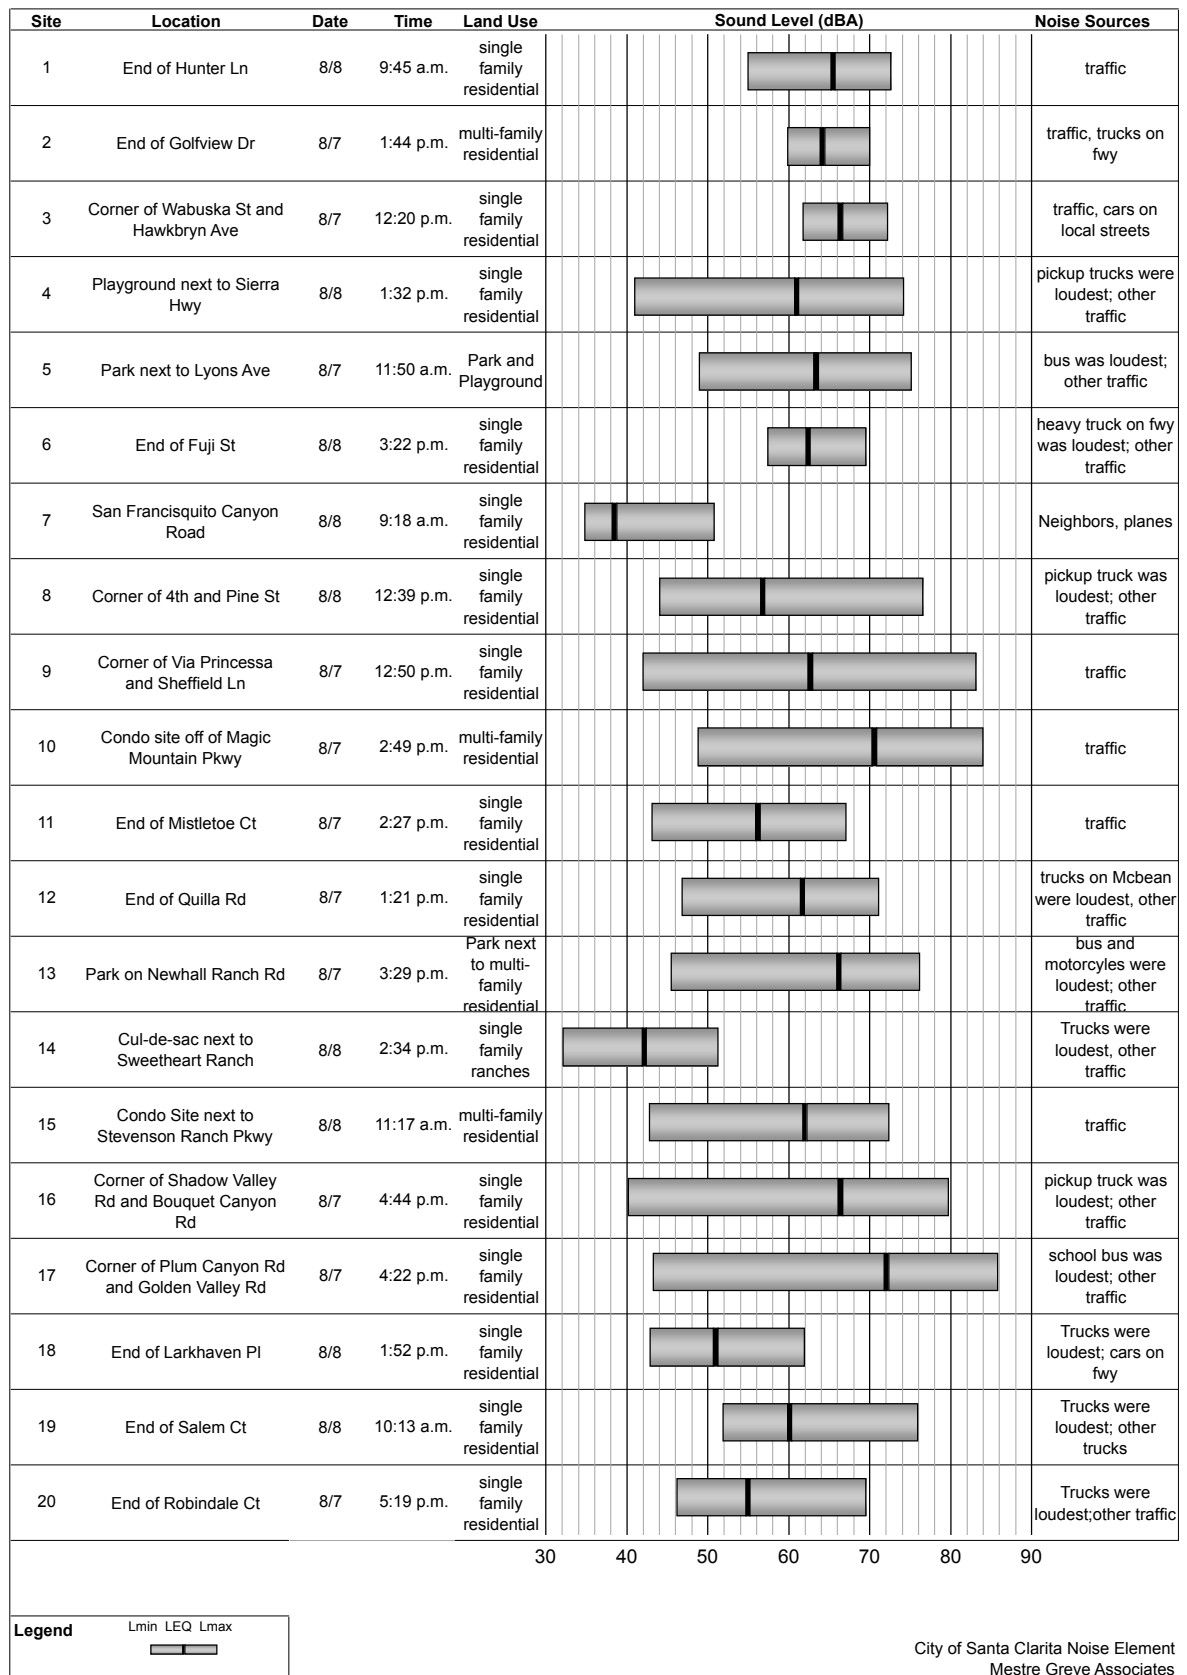 Site Location Date Time Land Use Sound Level (dBA) Noise Sources
1 End of Hunter Ln 8/8 9:45 a.m. single
family
residential
traffic
2 End of Golfview Dr 8/7 1:44 p.m. multi-family
residential
traffic, trucks on
fwy
3 Corner of Wabuska St and
Hawkbryn Ave
8/7 12:20 p.m. single
family
residential
traffic, cars on
local streets
4 Playground next to Sierra
Hwy
8/8 1:32 p.m. single
family
residential
pickup trucks were
loudest; other
traffic
5 Park next to Lyons Ave 8/7 11:50 a.m. Park and
Playground
bus was loudest;
other traffic
6 End of Fuji St 8/8 3:22 p.m. single
family
residential
heavy truck on fwy
was loudest; other
traffic
7 San Francisquito Canyon
Road
8/8 9:18 a.m. single
family
residential
Neighbors, planes
8 Corner of 4th and Pine St 8/8 12:39 p.m. single
family
residential
pickup truck was
loudest; other
traffic
9 Corner of Via Princessa
and Sheffield Ln
8/7 12:50 p.m. single
family
residential
traffic
10 Condo site off of Magic
Mountain Pkwy
8/7 2:49 p.m. multi-family
residential
traffic
11 End of Mistletoe Ct 8/7 2:27 p.m. single
family
residential
traffic
12 End of Quilla Rd 8/7 1:21 p.m. single
family
residential
trucks on Mcbean
were loudest, other
traffic
13 Park on Newhall Ranch Rd 8/7 3:29 p.m. Park next
to multi-
family
residential
bus and
motorcyles were
loudest; other
traffic
14 Cul-de-sac next to
Sweetheart Ranch
8/8 2:34 p.m. single
family
ranches
Trucks were
loudest, other
traffic
15 Condo Site next to
Stevenson Ranch Pkwy
8/8 11:17 a.m. multi-family
residential
traffic
16 Corner of Shadow Valley
Rd and Bouquet Canyon
Rd
8/7 4:44 p.m. single
family
residential
pickup truck was
loudest; other
traffic
17 Corner of Plum Canyon Rd
and Golden Valley Rd
8/7 4:22 p.m. single
family
residential
school bus was
loudest; other
traffic
18 End of Larkhaven Pl 8/8 1:52 p.m. single
family
residential
Trucks were
loudest; cars on
fwy
19 End of Salem Ct 8/8 10:13 a.m. single
family
residential
Trucks were
loudest; other
trucks
20 End of Robindale Ct 8/7 5:19 p.m. single
family
residential
Trucks were
loudest;other traffic
30 40 50 60 70 80 90
Legend Lmin LEQ Lmax
City of Santa Clarita Noise Element
Mestre Greve Associates